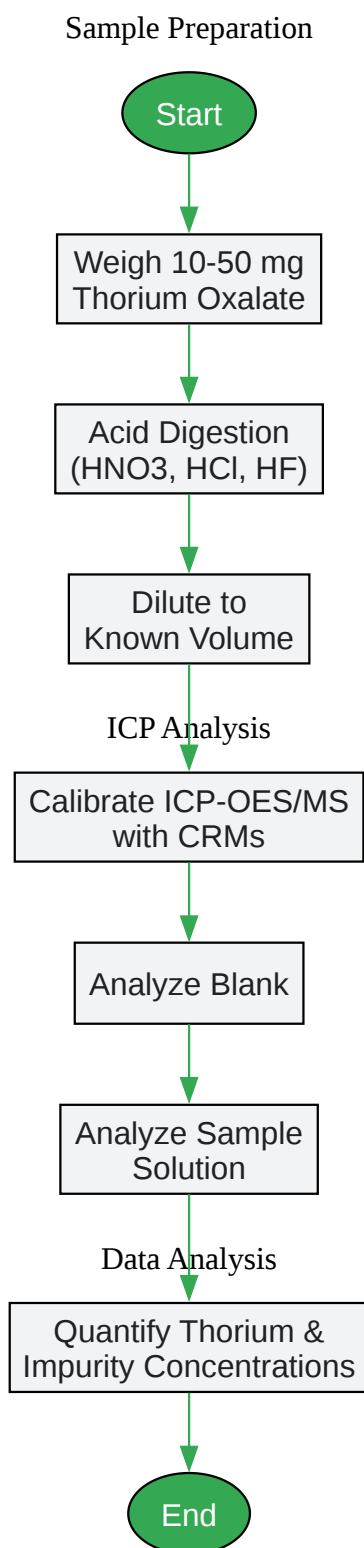 Sample Preparation
Start
Weigh 10-50 mg
Thorium Oxalate
Acid Digestion
(HNO3, HCl, HF)
Dilute to
Known Volume
ICP Analysis
Calibrate ICP-OES/MS
with CRMs
Analyze Blank
Analyze Sample
Solution
Data Analysis
Quantify Thorium &
Impurity Concentrations
End